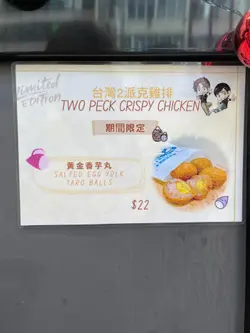 Limited
EDITION
台灣2派克雞排
TWO PECK CRISPY CHICKEN
期間限定
黃金香芋丸
SALTED EGG YOLK
TARO BALLS
$22